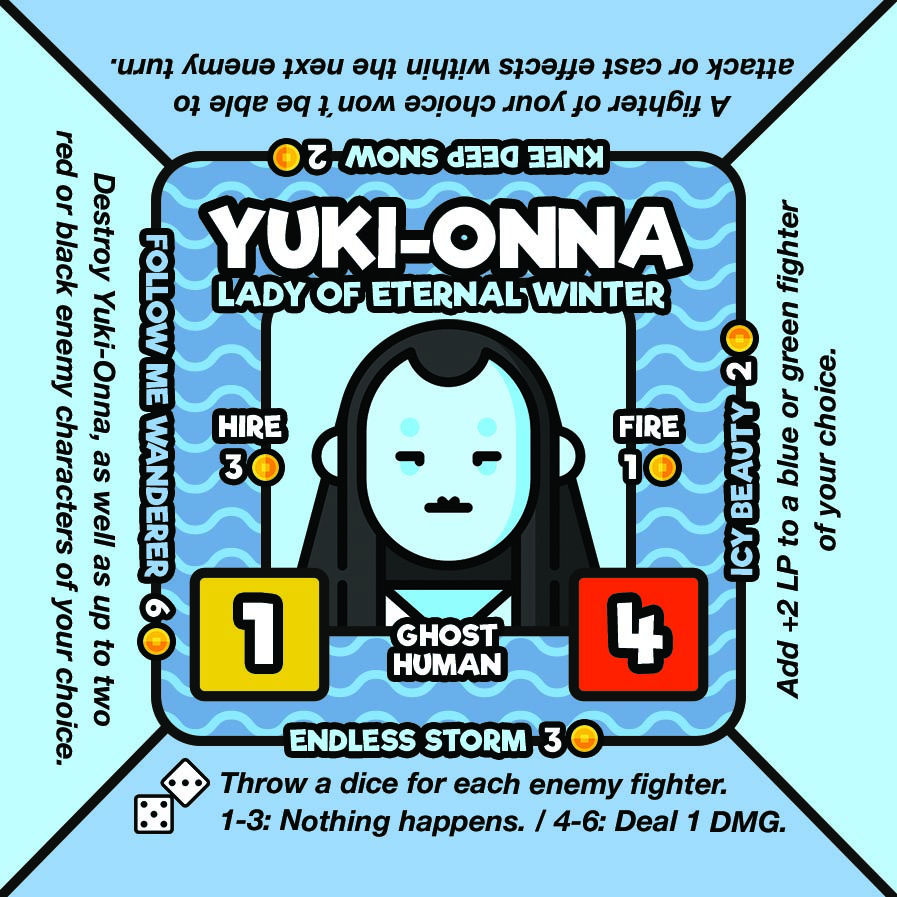 A fighter of your choice won't be able to
attack or cast effects within the next enemy turn.
KNEE DEEP SNOW 2
YUKI-ONNA
LADY OF ETERNAL WINTER
HIRE
3
FIRE
1
1
4
GHOST
HUMAN
FOLLOW ME WANDERER 6
Destroy Yuki-Onna, as well as up to two
red or black enemy characters of your choice.
ICY BEAUTY 2
Add +2 LP to a blue or green fighter
of your choice.
ENDLESS STORM 3
Throw a dice for each enemy fighter.
1-3: Nothing happens. / 4-6: Deal 1 DMG.